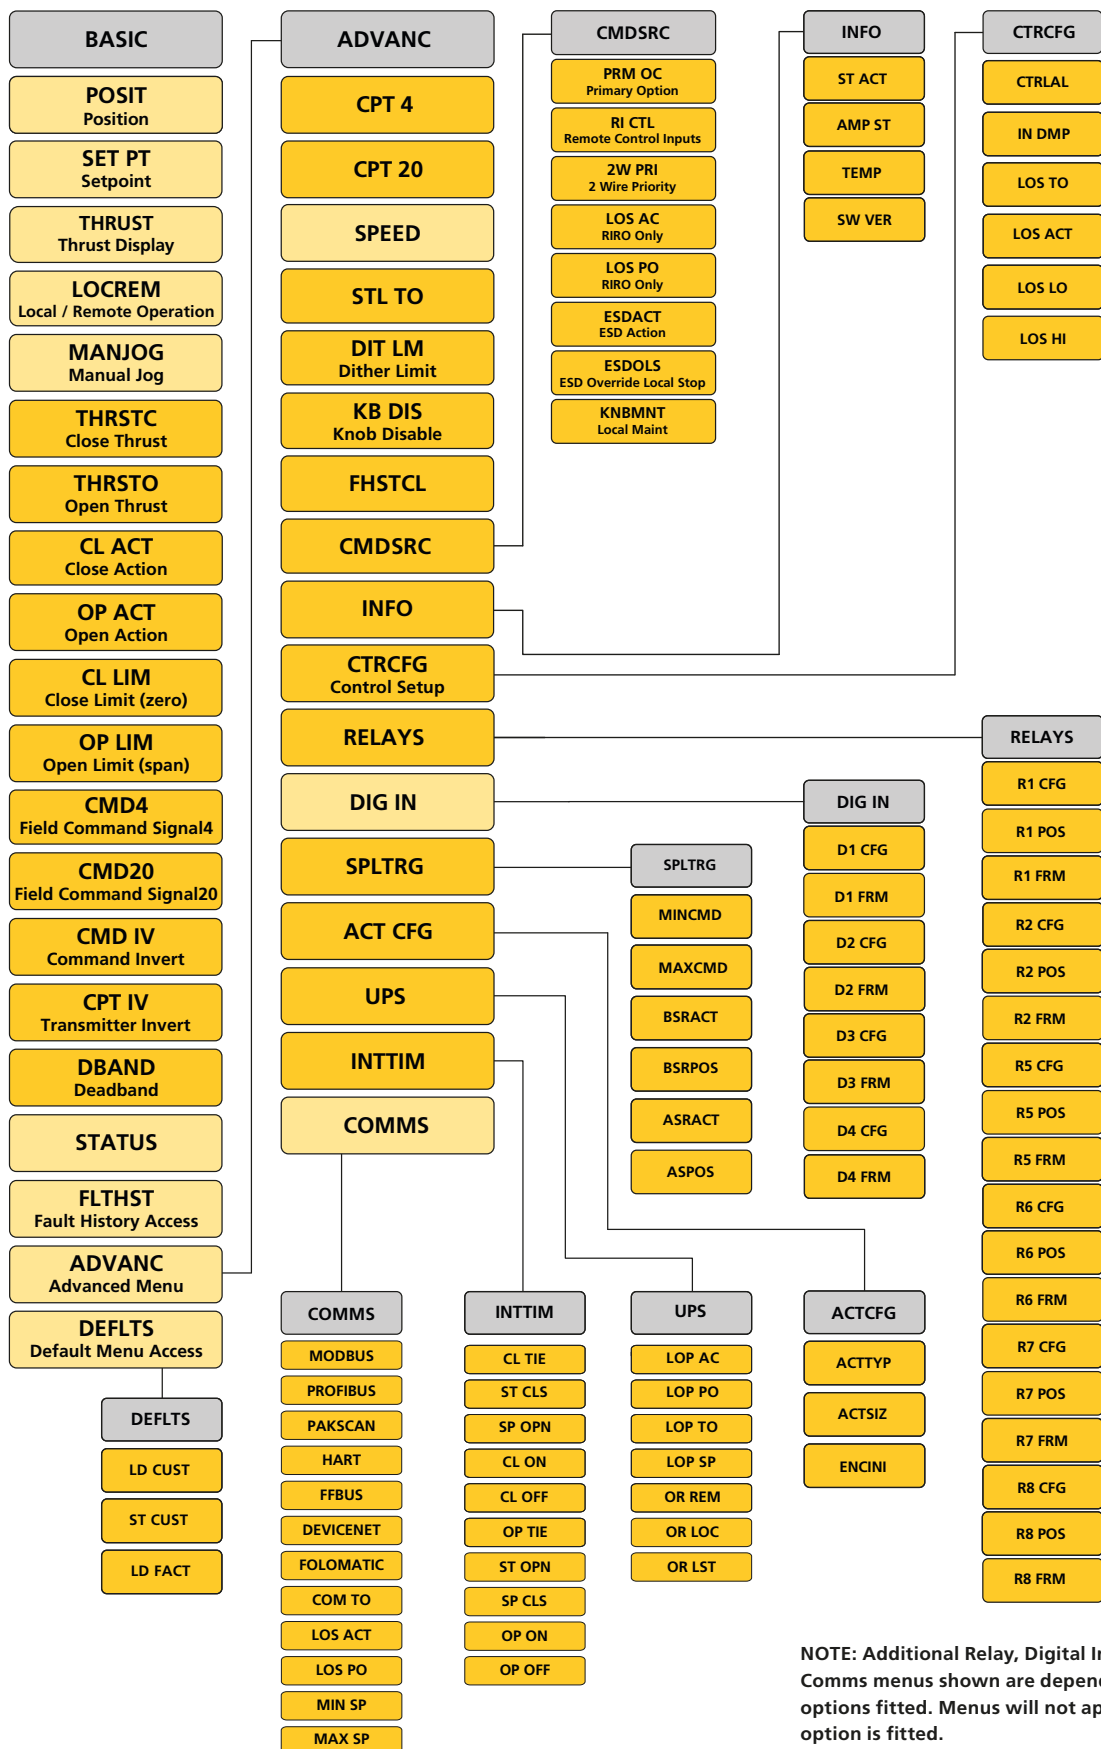 BASIC
POSIT
Position
SET PT
Setpoint
THRUST
Thrust Display
LOCREM
Local / Remote Operation
MANJOG
Manual Jog
THRSTC
Close Thrust
THRSTO
Open Thrust
CL ACT
Close Action
OP ACT
Open Action
CL LIM
Close Limit (zero)
OP LIM
Open Limit (span)
CMD4
Field Command Signal4
CMD20
Field Command Signal20
CMD IV
Command Invert
CPT IV
Transmitter Invert
DBAND
Deadband
STATUS
FLTHST
Fault History Access
ADVANC
Advanced Menu
DEFLTS
Default Menu Access
DEFLTS
LD CUST
ST CUST
LD FACT
ADVANC
CPT 4
CPT 20
SPEED
STL TO
DIT LM
Dither Limit
KB DIS
Knob Disable
FHSTCL
CMDSRC
INFO
CTRCFG
Control Setup
RELAYS
DIG IN
SPLTRG
ACT CFG
UPS
INTTIM
COMMS
COMMS
MODBUS
PROFIBUS
PAKSCAN
HART
FFBUS
DEVICENET
FOLOMATIC
COM TO
LOS ACT
LOS PO
MIN SP
MAX SP
CMDSRC
PRM OC
Primary Option
RI CTL
Remote Control Inputs
2W PRI
2 Wire Priority
LOS AC
RIRO Only
LOS PO
RIRO Only
ESDACT
ESD Action
ESDOLS
ESD Override Local Stop
KNBMNT
Local Maint
INTTIM
CL TIE
ST CLS
SP OPN
CL ON
CL OFF
OP TIE
ST OPN
SP CLS
OP ON
OP OFF
SPLTRG
MINCMD
MAXCMD
BSRACT
BSRPOS
ASRACT
ASPOS
UPS
LOP AC
LOP PO
LOP TO
LOP SP
OR REM
OR LOC
OR LST
INFO
ST ACT
AMP ST
TEMP
SW VER
DIG IN
D1 CFG
D1 FRM
D2 CFG
D2 FRM
D3 CFG
D3 FRM
D4 CFG
D4 FRM
ACTCFG
ACTTYP
ACTSIZ
ENCINI
CTRCFG
CTRLAL
IN DMP
LOS TO
LOS ACT
LOS LO
LOS HI
RELAYS
R1 CFG
R1 POS
R1 FRM
R2 CFG
R2 POS
R2 FRM
R5 CFG
R5 POS
R5 FRM
R6 CFG
R6 POS
R6 FRM
R7 CFG
R7 POS
R7 FRM
R8 CFG
R8 POS
R8 FRM
NOTE: Additional Relay, Digital
Comms menus shown are
options fitted. Menus will not
option is fitted.